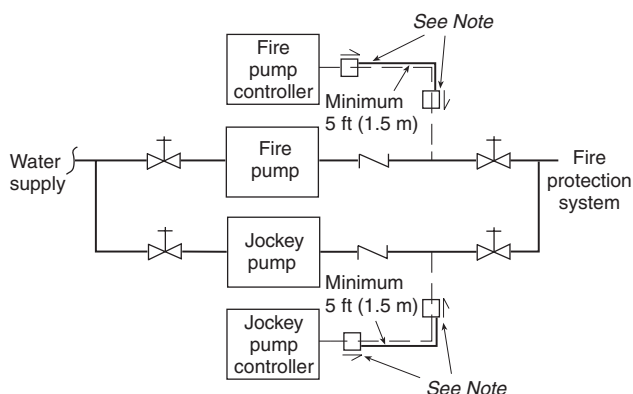 See Note
Fire
pump
controller
Minimum
5 ft (1.5 m)
Water
supply
Fire
pump
Fire
protection
system
Jockey
pump
Minimum
5 ft (1.5 m)
Jockey
pump
controller
See Note